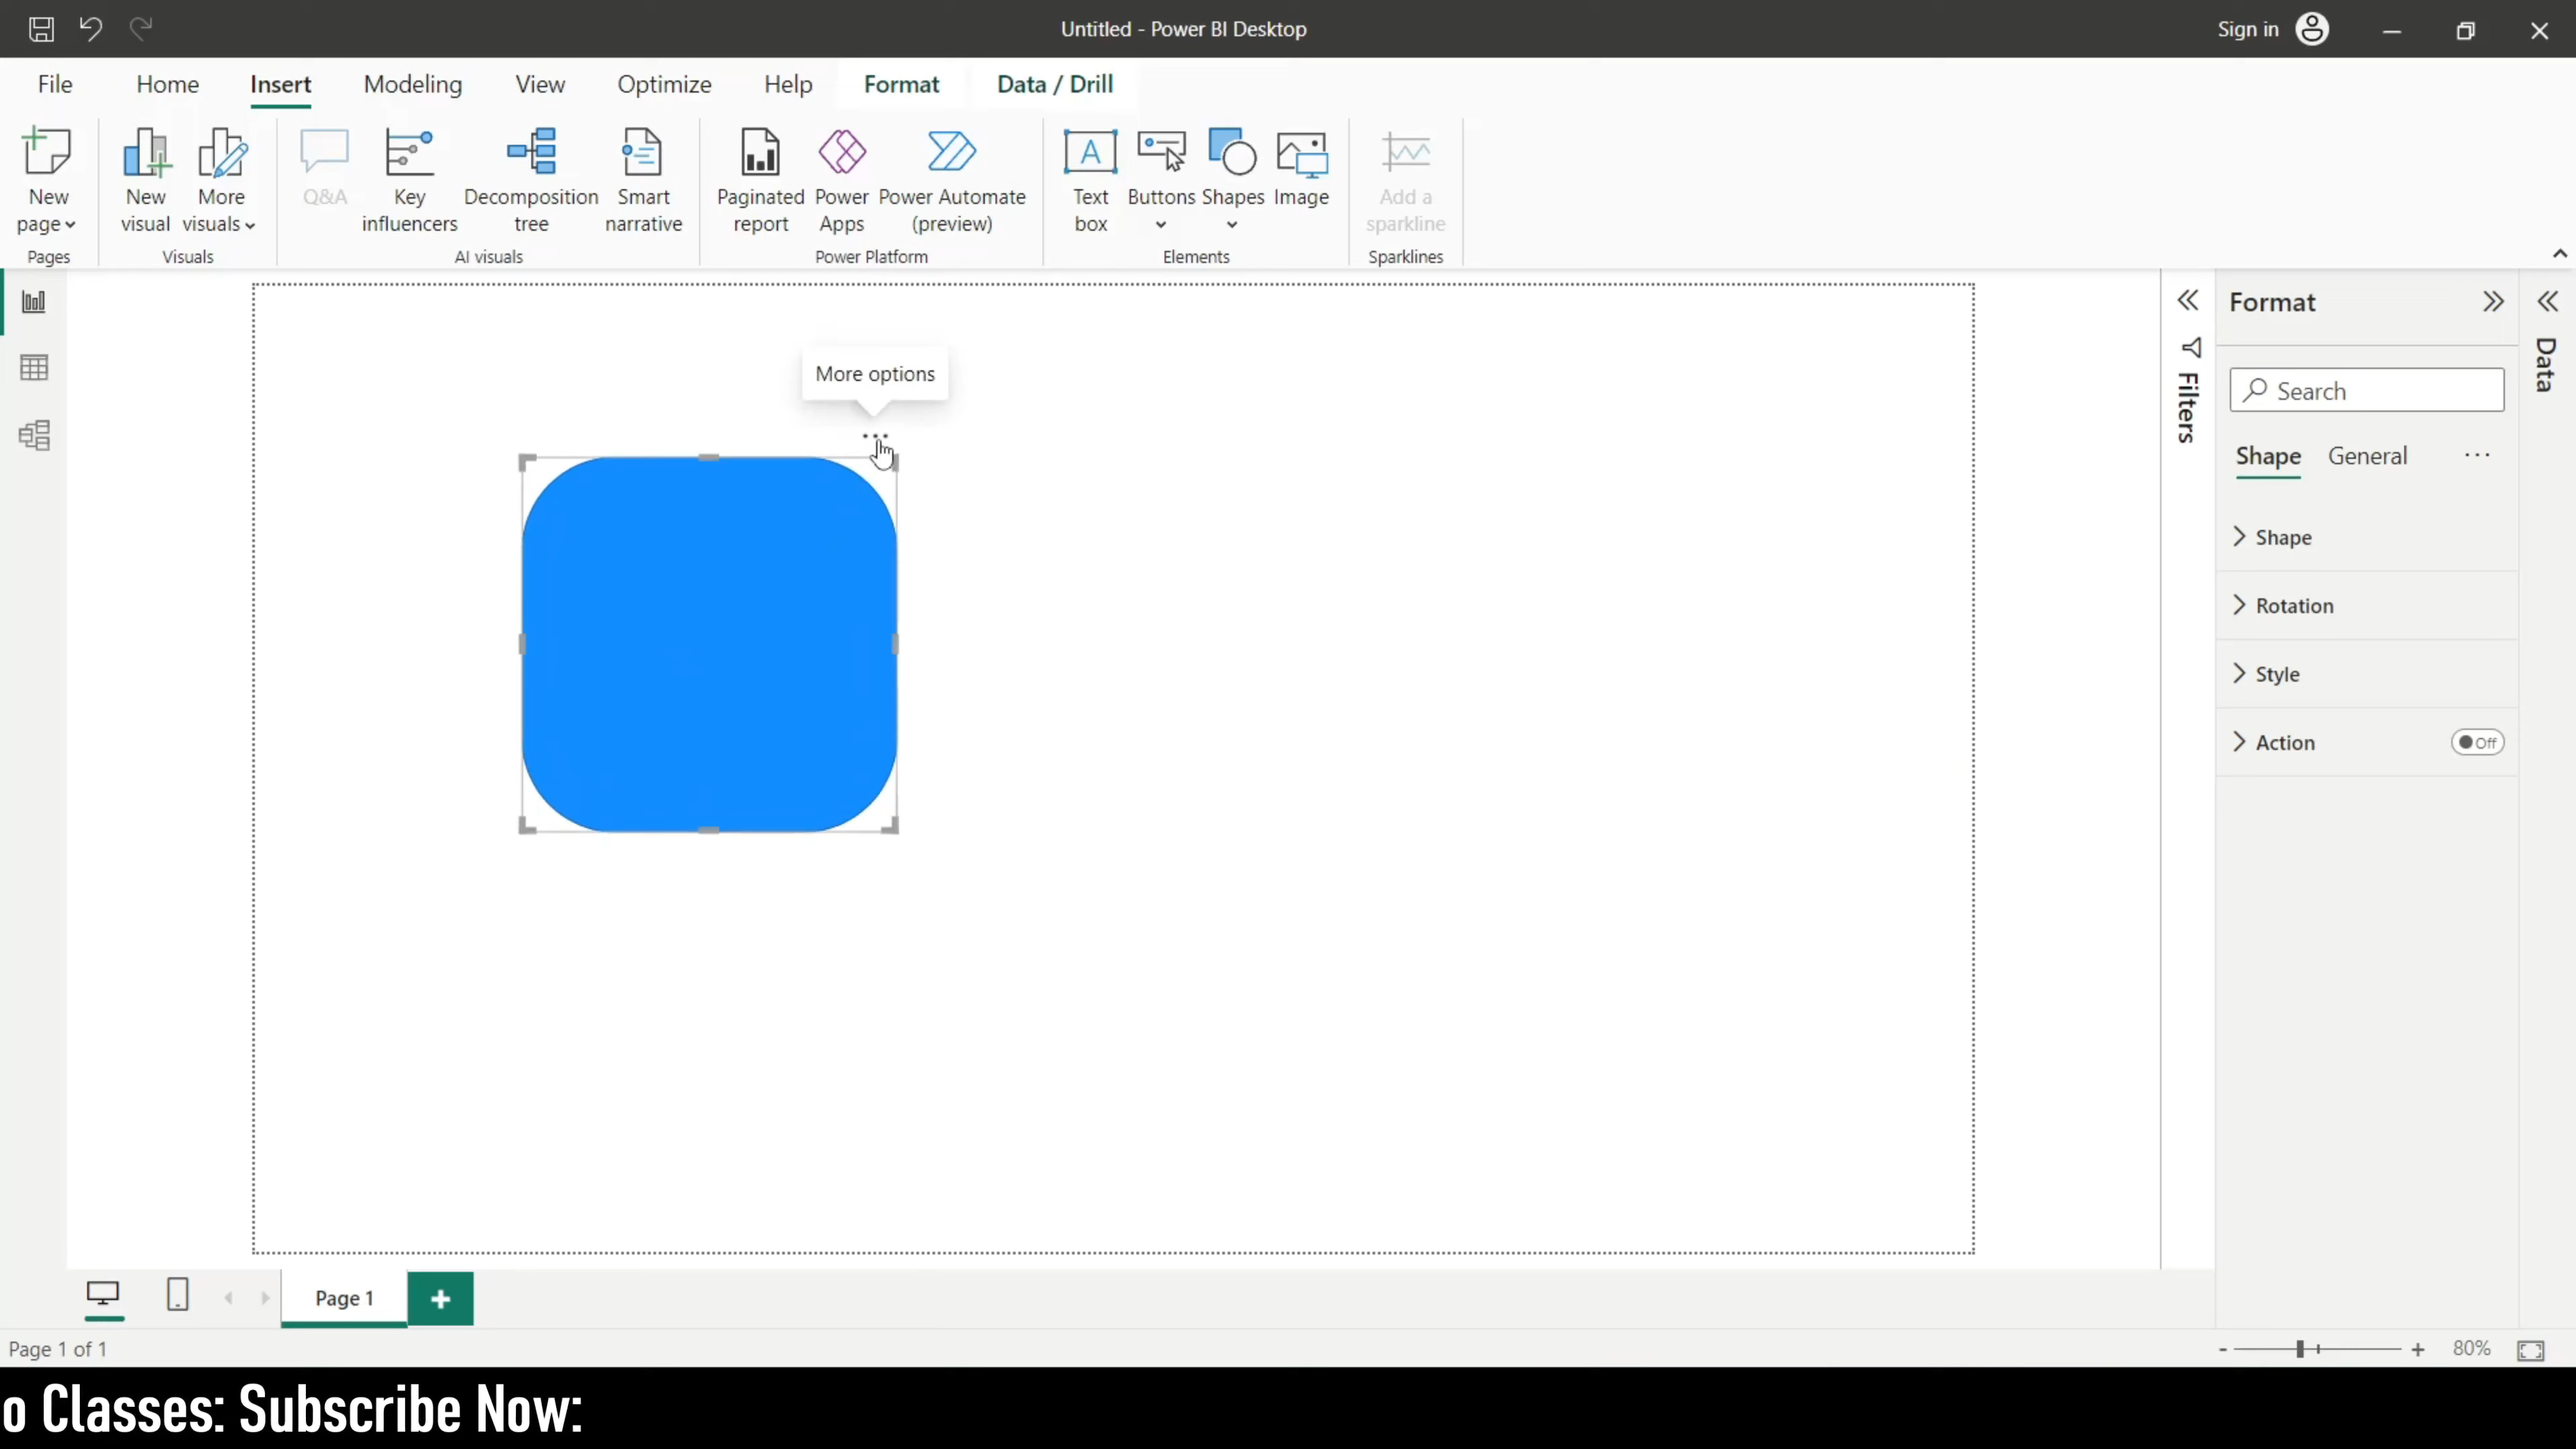 Untitled - Power BI Desktop
Sign in
File Home Insert Modeling View Optimize Help Format Data / Drill
New page
New visual
More visuals
Q&A
Key influencers
Decomposition tree
Smart narrative
Paginated report
Power Apps
Power Automate (preview)
A
Text box
Buttons
Shapes
Image
Add a sparkline
Pages
Visuals
AI visuals
Power Platform
Elements
Sparklines
More options
Filters
Format
Search
Shape General
Shape
Rotation
Style
Action Off
Data
Page 1
Page 1 of 1
80%
o Classes: Subscribe Now: